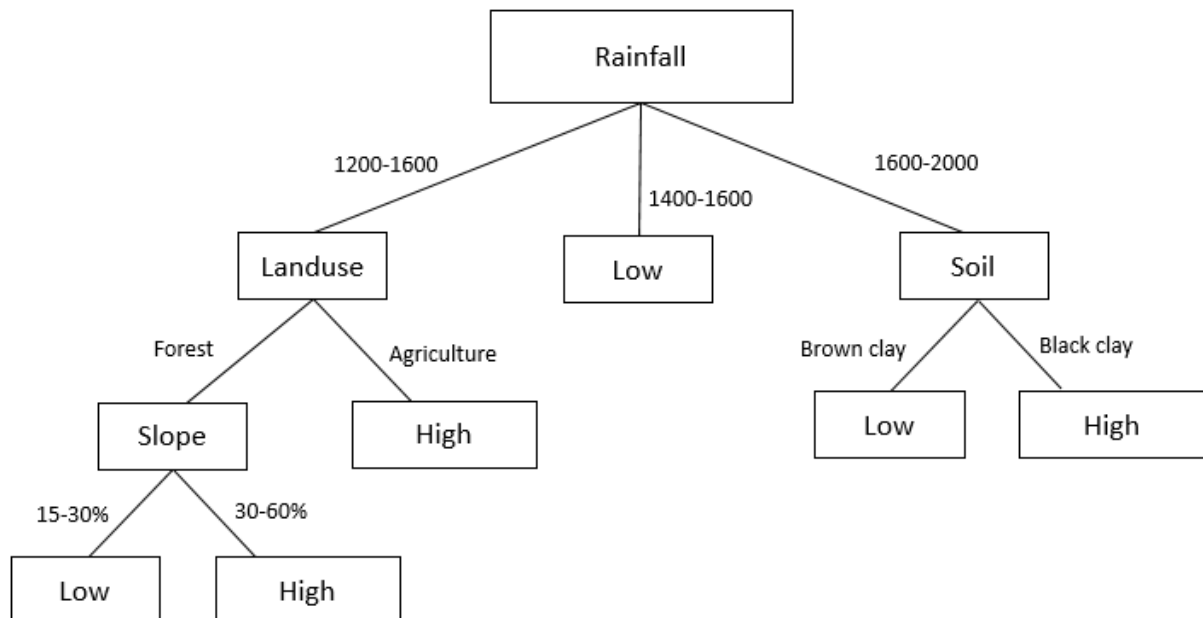 Rainfall
1200-1600
1400-1600
1600-2000
Landuse
Low
Soil
Forest
Agriculture
Brown clay
Black clay
Slope
High
Low
High
15-30%
30-60%
Low
High